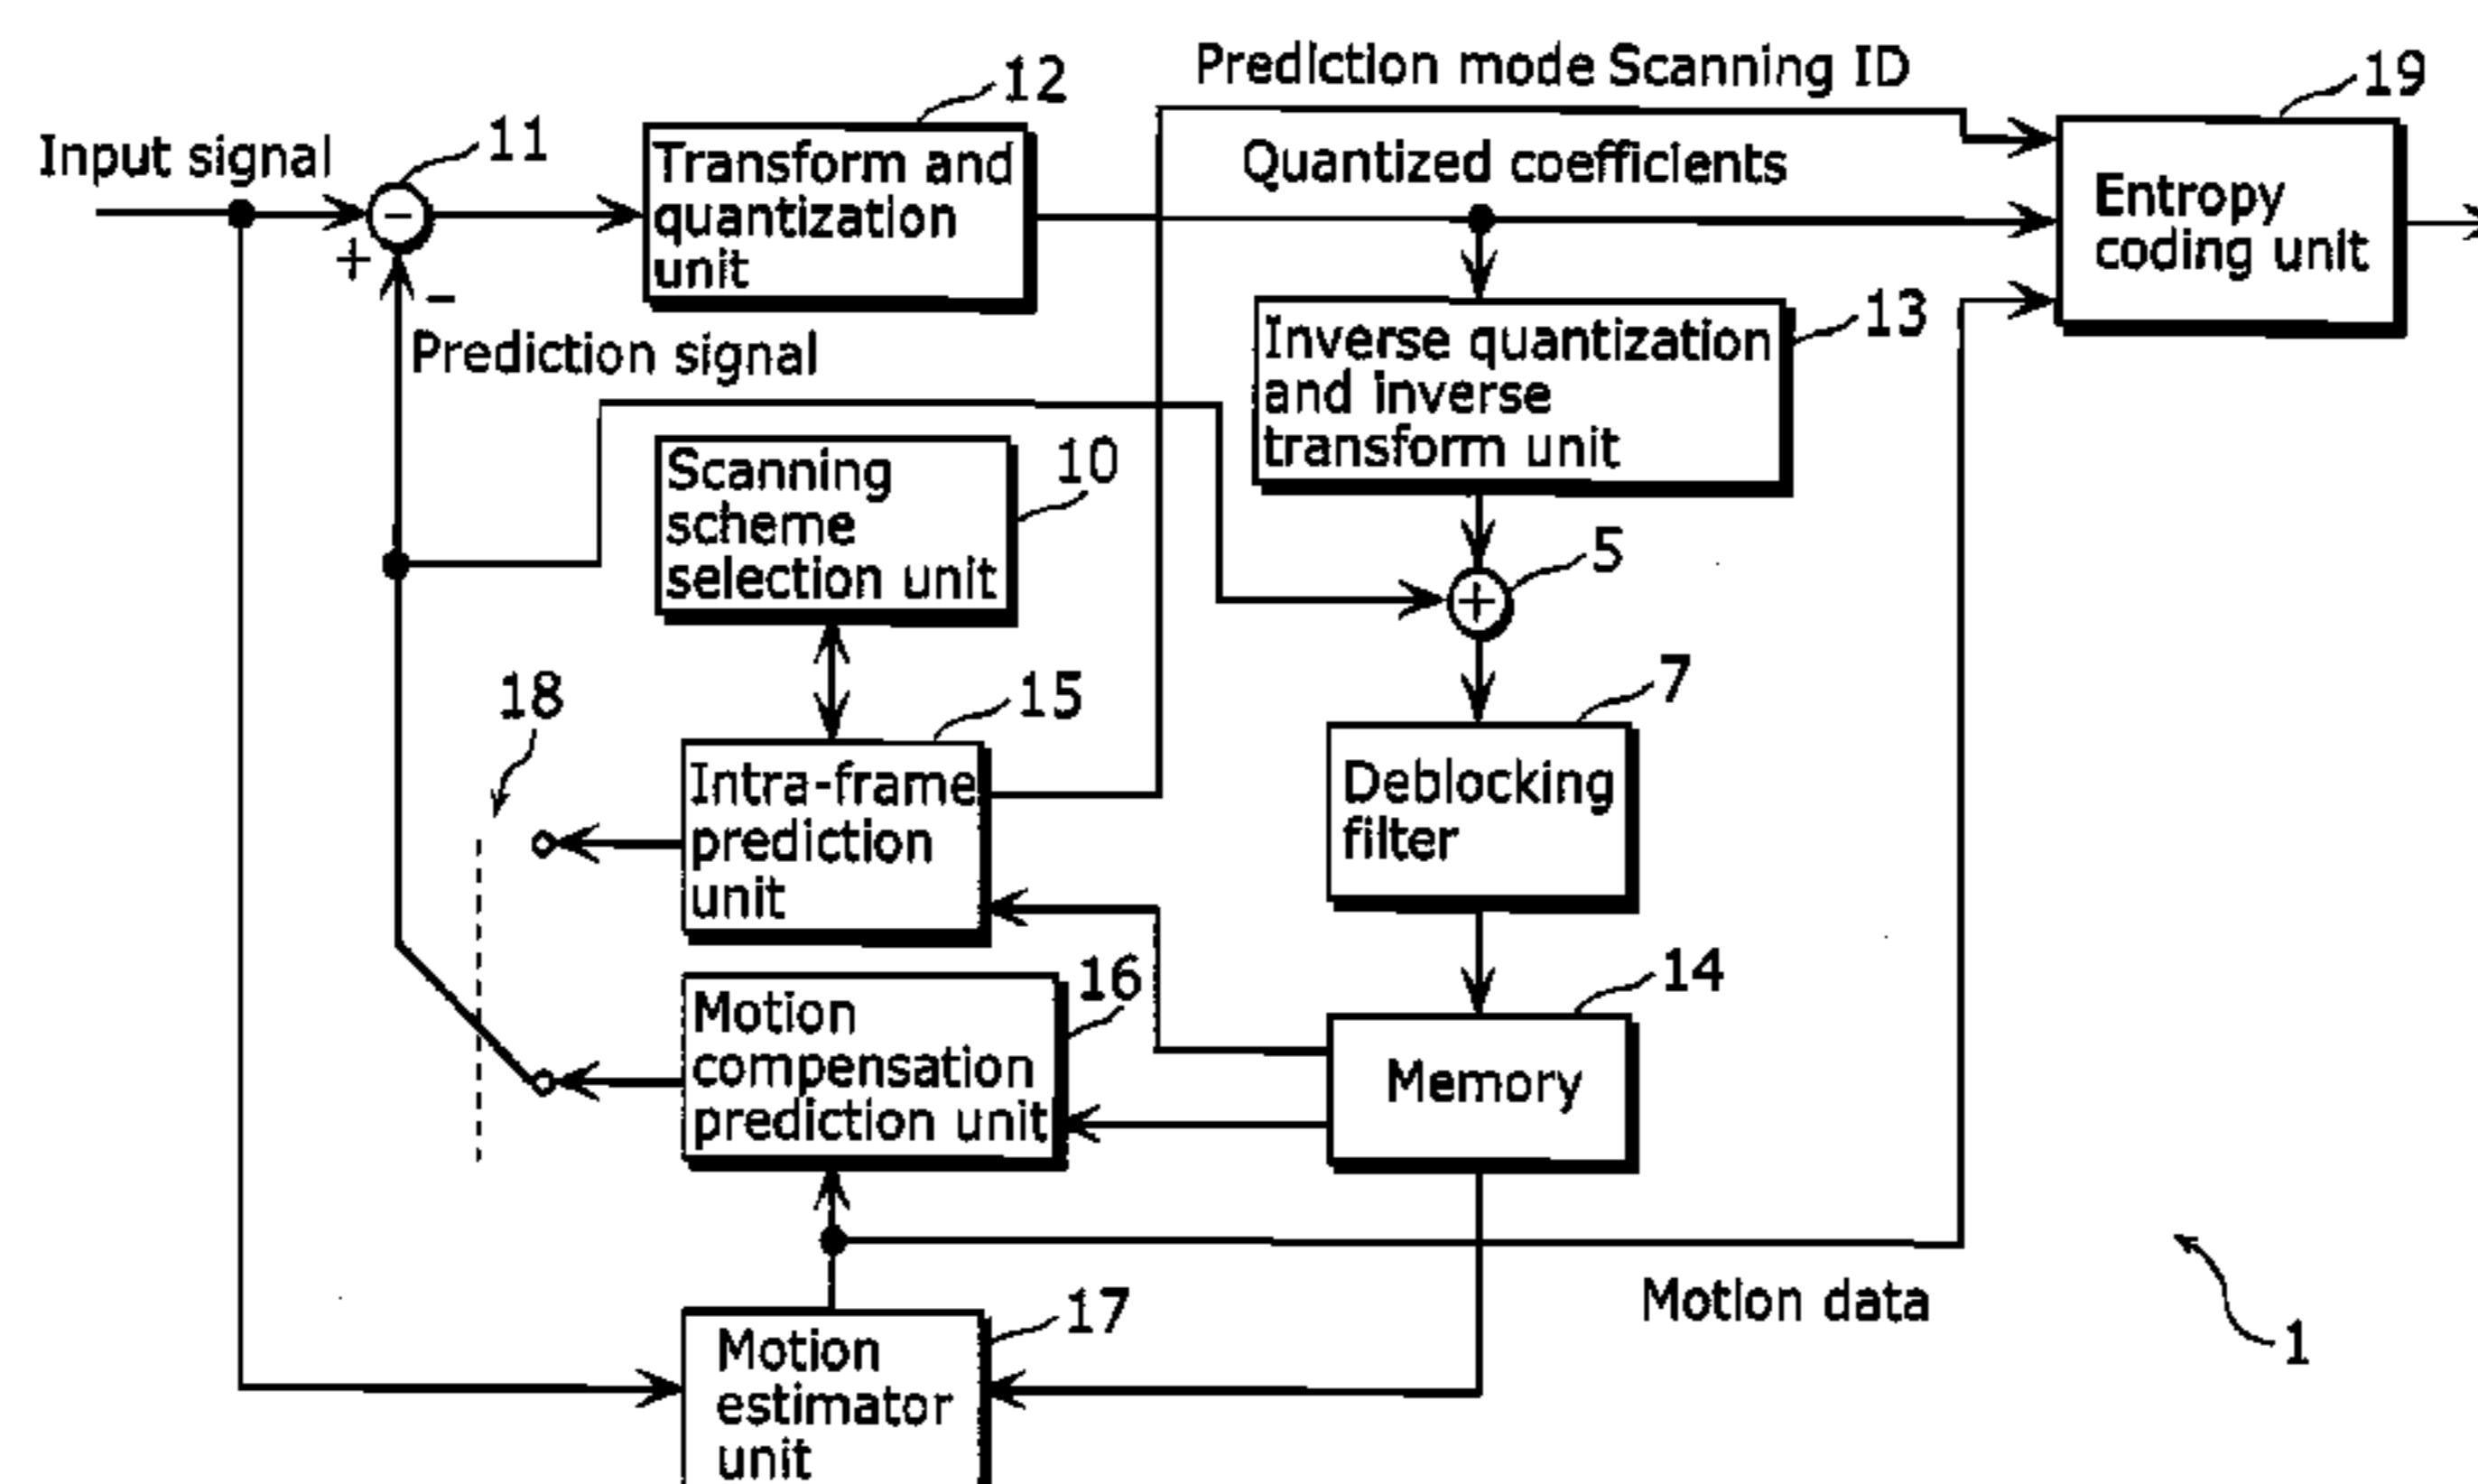 Prediction mode Scanning ID
12
19
Input signal
11
Transform and
quantization
unit
Quantized coefficients
Entropy
coding unit
+
-
-
Prediction signal
Inverse quantization
and inverse
transform unit
13
Scanning
scheme
selection unit
10
5
+
18
15
7
Intra-frame
prediction
unit
Deblocking
filter
16
14
Motion
compensation
prediction unit
Memory
17
Motion data
1
Motion
estimator
unit